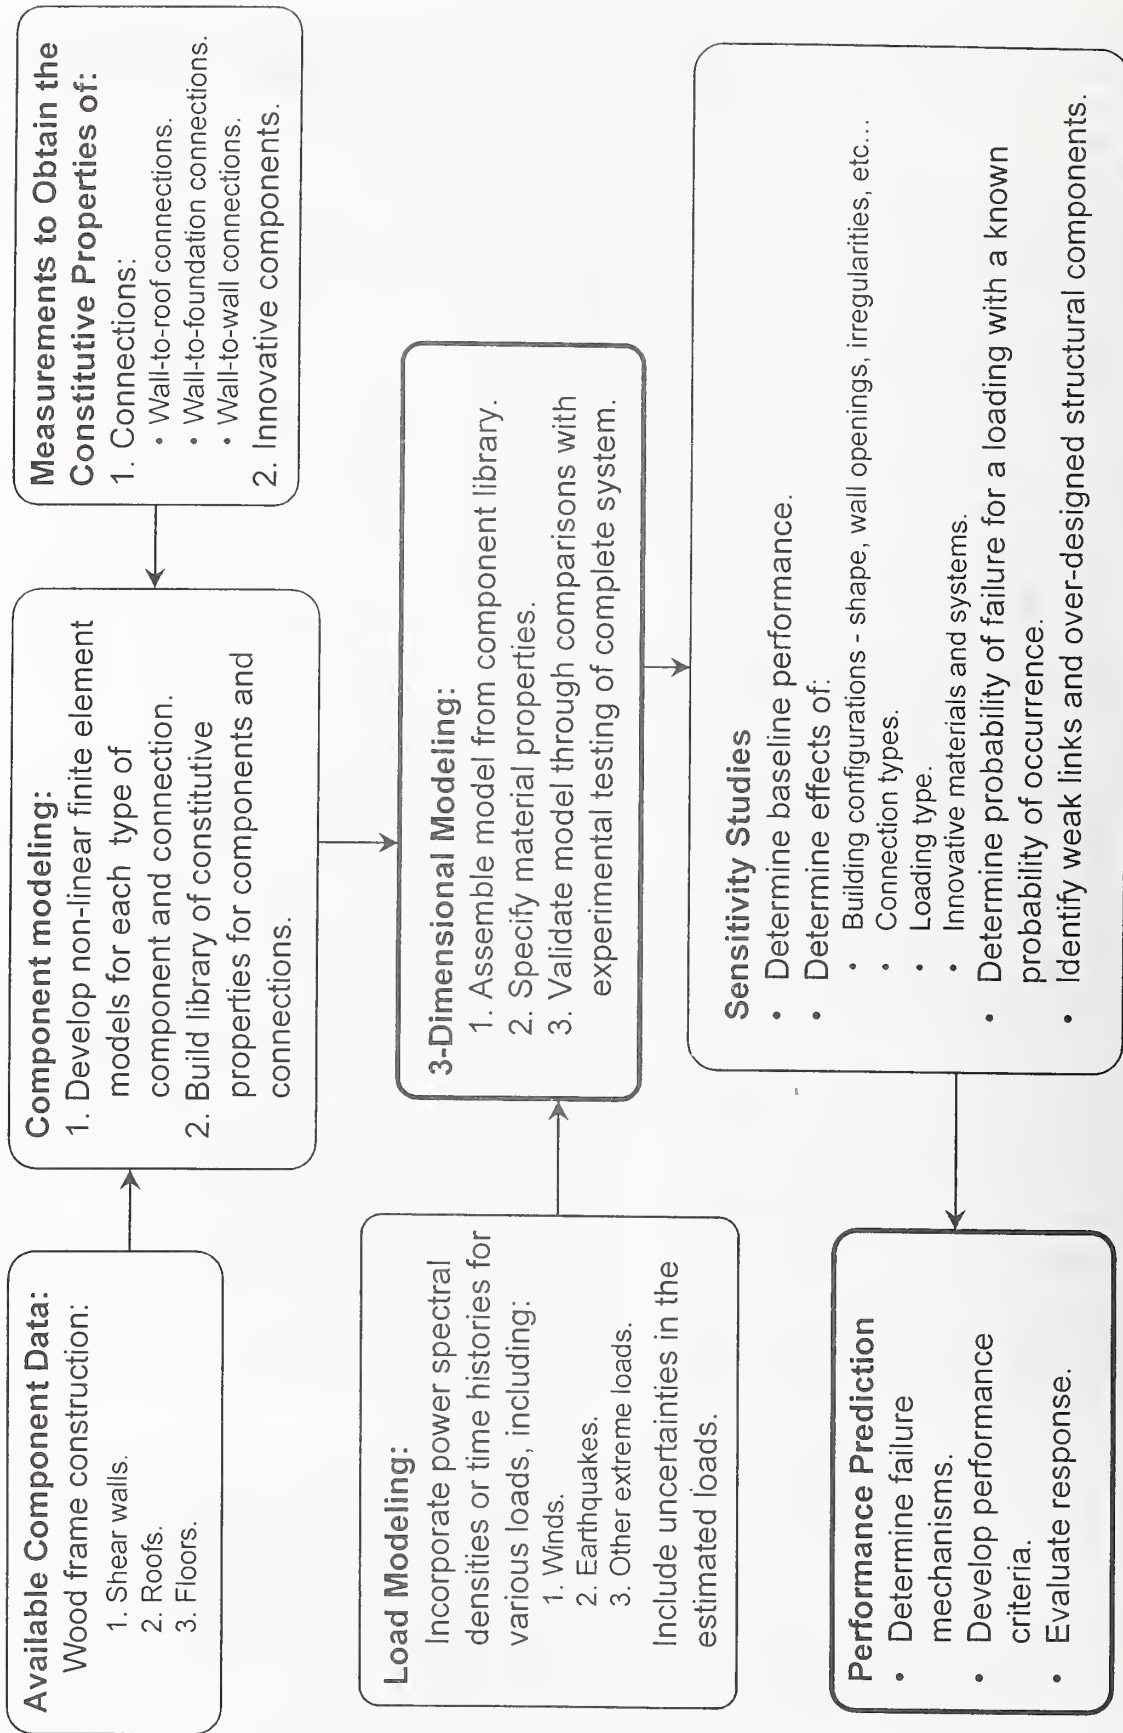 Available Component Data:
Wood frame construction:
1. Shear walls.
2. Roofs.
3. Floors.
Component modeling:
1. Develop non-linear finite element
models for each type of
component and connection.
2. Build library of constitutive
properties for components and
connections.
Measurements to Obtain the
Constitutive Properties of:
1. Connections:
• Wall-to-roof connections.
• Wall-to-foundation connections.
• Wall-to-wall connections.
2. Innovative components.
Load Modeling:
Incorporate power spectral
densities or time histories for
various loads, including:
1. Winds.
2. Earthquakes.
3. Other extreme loads.
Include uncertainties in the
estimated loads.
3-Dimensional Modeling:
1. Assemble model from component library.
2. Specify material properties.
3. Validate model through comparisons with
experimental testing of complete system.
Performance Prediction
• Determine failure
mechanisms.
• Develop performance
criteria.
• Evaluate response.
Sensitivity Studies
• Determine baseline performance.
• Determine effects of:
• Building configurations - shape, wall openings, irregularities, etc...
• Connection types.
• Loading type.
• Innovative materials and systems.
• Determine probability of failure for a loading with a known
probability of occurrence.
• Identify weak links and over-designed structural components.